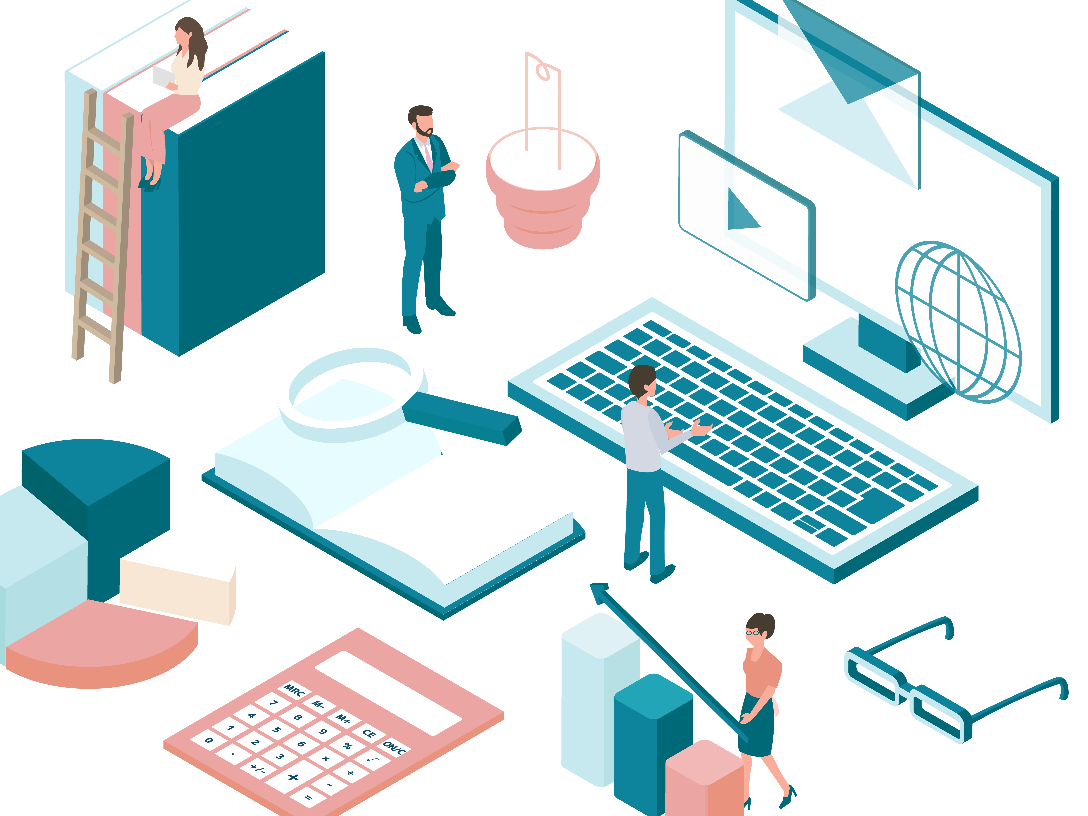 MRC M- M+ CE ON/C
7 8 9 % √
4 5 6 × ÷
1 2 3 + -
0 . +/- =